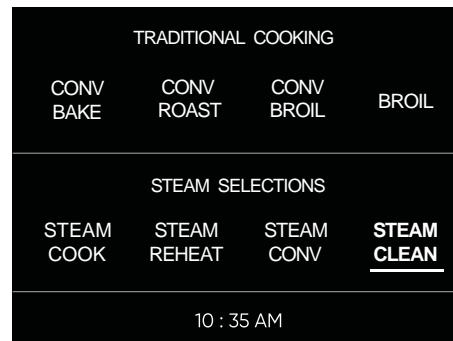 TRADITIONAL COOKING
CONV BAKE
CONV ROAST
CONV BROIL
BROIL
STEAM SELECTIONS
STEAM COOK
STEAM REHEAT
STEAM CONV
STEAM CLEAN
10 : 35 AM